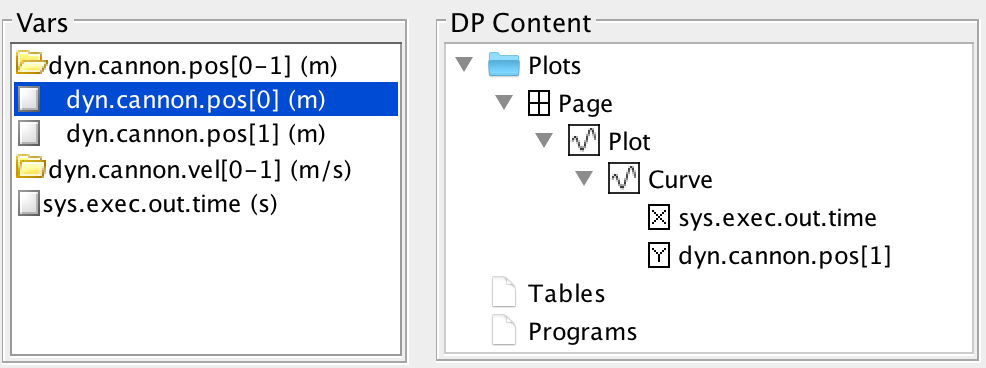 Vars
dyn.cannon.pos[0-1] (m)
dyn.cannon.pos[0] (m)
dyn.cannon.pos[1] (m)
dyn.cannon.vel[0-1] (m/s)
sys.exec.out.time (s)
DP Content
Plots
Page
Plot
Curve
X sys.exec.out.time
Y dyn.cannon.pos[1]
Tables
Programs